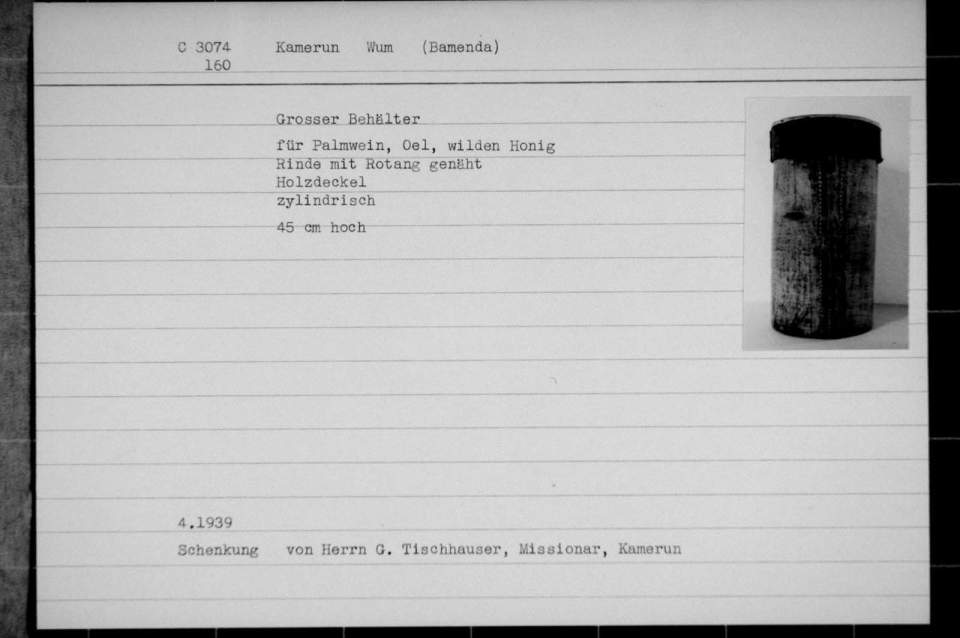 C 3074 Kamerun Wum (Bamenda)
160
Grosser Behälter
für Palmwein, Oel, wilden Honig
Rinde mit Rotang genäht
Holzdeckel
zylindrisch
45 cm hoch
4.1939
Schenkung von Herrn G. Tischhauser, Missionar, Kamerun